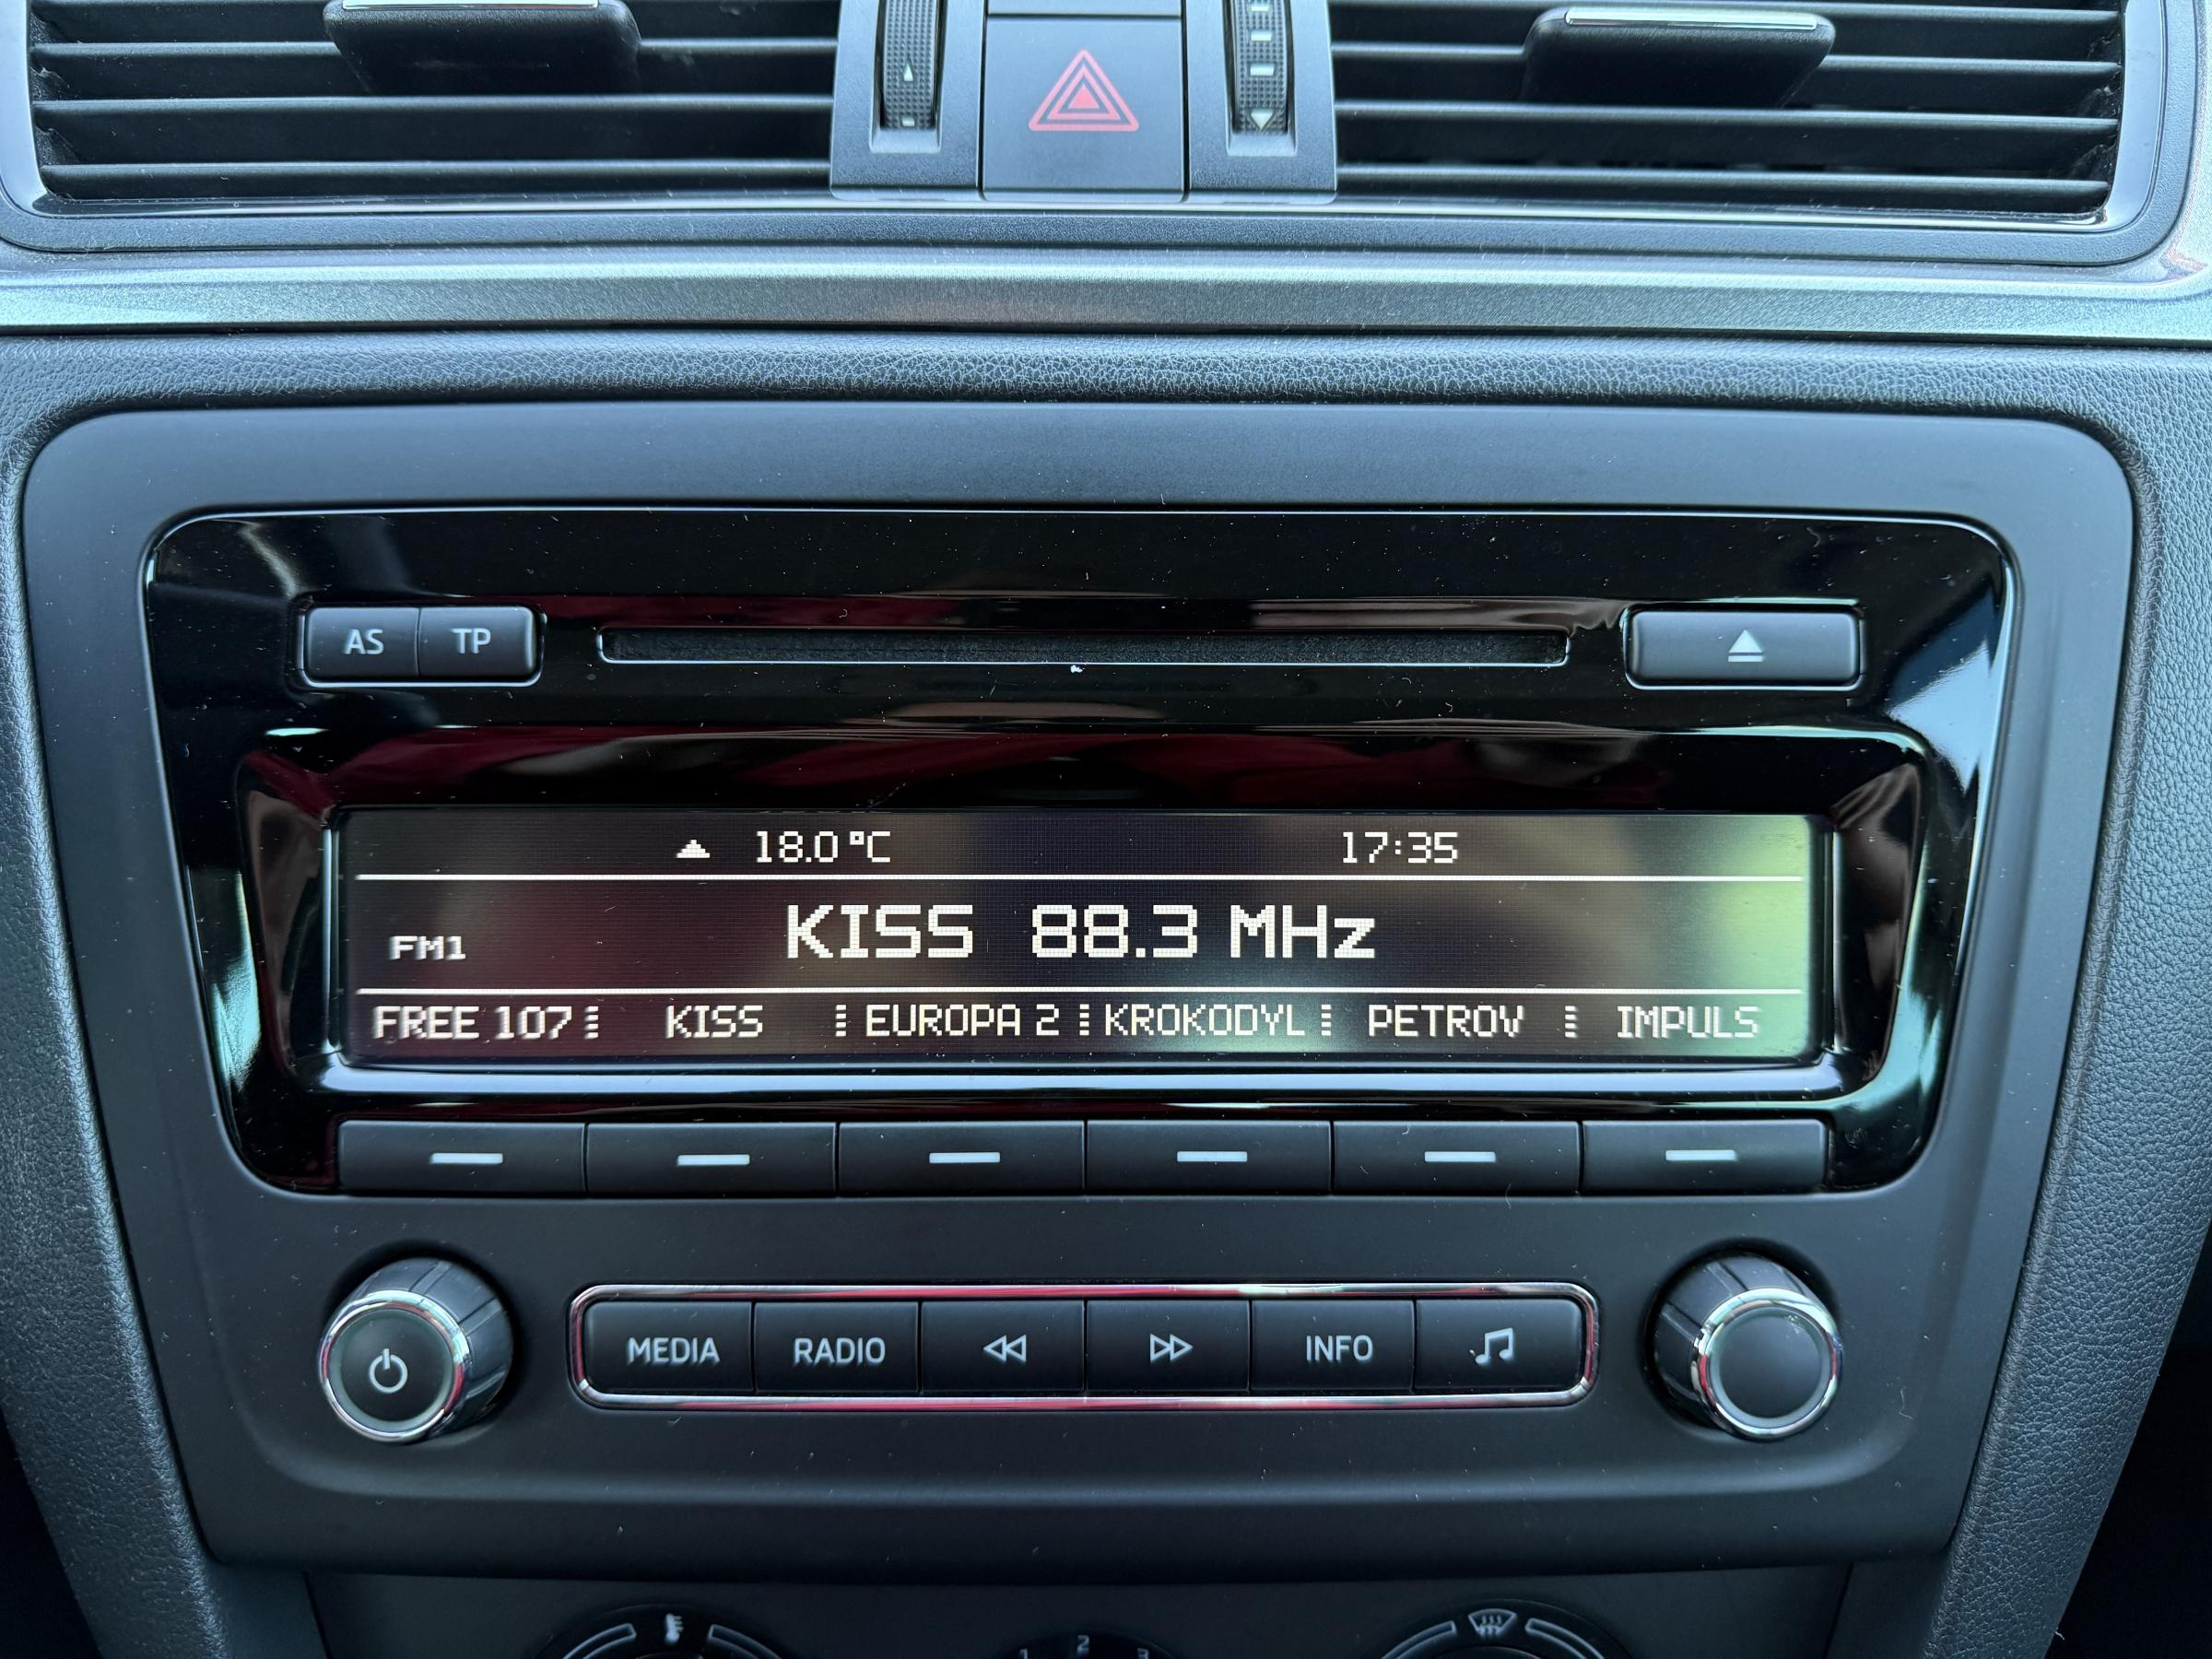 AS TP
18.0°C 17:35
FM1 KISS 88.3 MHz
FREE 107 KISS EUROPA 2 KROKODYL PETROV IMPULS
MEDIA RADIO INFO
2